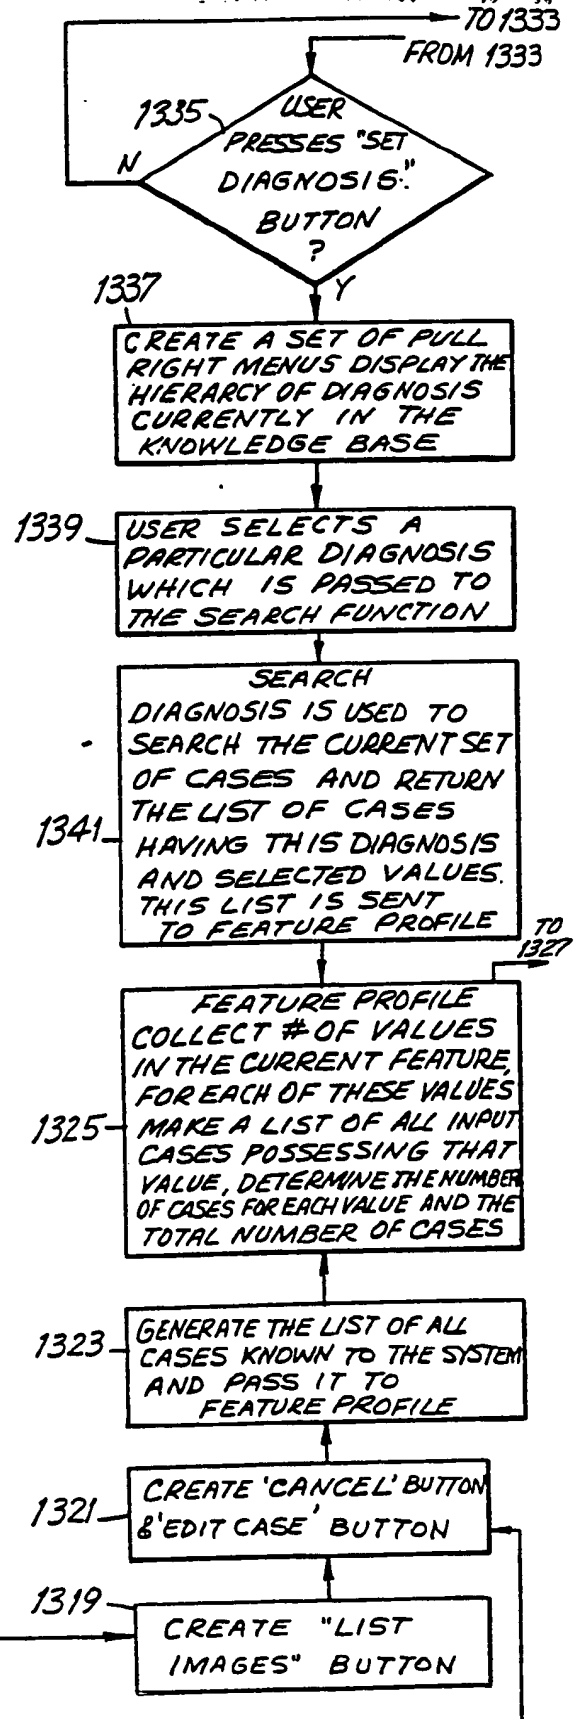 TO 1333
FROM 1333
1335
USER
PRESSES "SET
DIAGNOSIS."
BUTTON
?
N
Y
1337
CREATE A SET OF PULL
RIGHT MENUS DISPLAY THE
HIERARCY OF DIAGNOSIS
CURRENTLY IN THE
KNOWLEDGE BASE
1339
USER SELECTS A
PARTICULAR DIAGNOSIS
WHICH IS PASSED TO
THE SEARCH FUNCTION
SEARCH
DIAGNOSIS IS USED TO
SEARCH THE CURRENT SET
OF CASES AND RETURN
THE LIST OF CASES
1341
HAVING THIS DIAGNOSIS
AND SELECTED VALUES.
THIS LIST IS SENT
TO FEATURE PROFILE
TO
1327
FEATURE PROFILE
COLLECT # OF VALUES
IN THE CURRENT FEATURE,
FOR EACH OF THESE VALUES
1325
MAKE A LIST OF ALL INPUT
CASES POSSESSING THAT
VALUE, DETERMINE THE NUMBER
OF CASES FOR EACH VALUE AND THE
TOTAL NUMBER OF CASES
1323
GENERATE THE LIST OF ALL
CASES KNOWN TO THE SYSTEM
AND PASS IT TO
FEATURE PROFILE
1321
CREATE 'CANCEL' BUTTON
& 'EDIT CASE' BUTTON
1319
CREATE "LIST
IMAGES" BUTTON